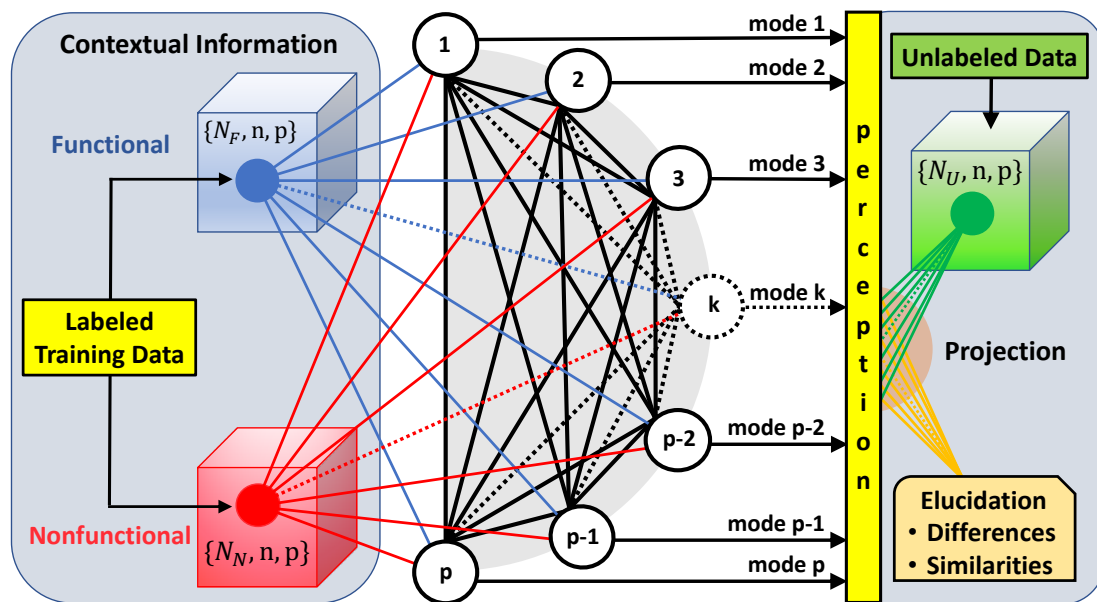 Contextual Information
{N_F, n, p}
Functional
Labeled
Training Data
Nonfunctional
{N_N, n, p}
1
2
3
k
p-2
p-1
p
mode 1
mode 2
mode 3
mode k
mode p-2
mode p-1
mode p
perception
Unlabeled Data
{N_U, n, p}
Projection
Elucidation
• Differences
• Similarities